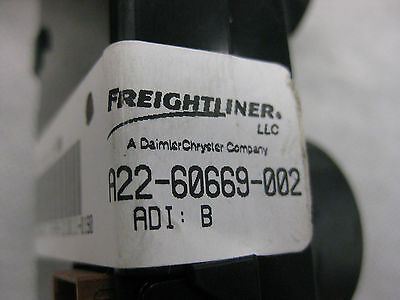 FREIGHTLINER®
LLC
A DaimlerChrysler Company
A22-60669-002
ADI: B